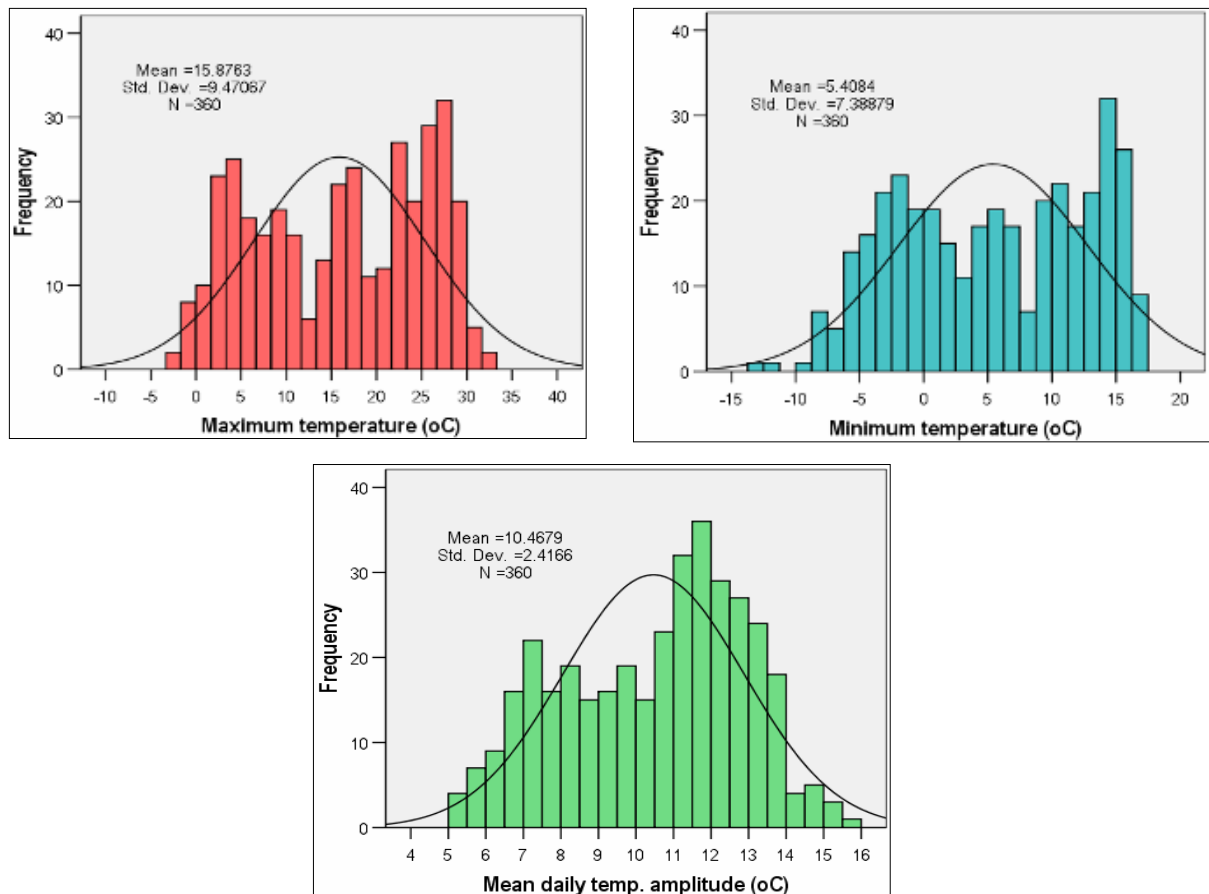 40
30
20
10
0
Frequency
Mean =15.8763
Std. Dev. =9.47067
N =360
-10 -5 0 5 10 15 20 25 30 35 40
Maximum temperature (oC)
40
30
20
10
0
Frequency
Mean =5.4084
Std. Dev. =7.38879
N =360
-15 -10 -5 0 5 10 15 20
Minimum temperature (oC)
40
30
20
10
0
Frequency
Mean =10.4679
Std. Dev. =2.4166
N =360
4 5 6 7 8 9 10 11 12 13 14 15 16
Mean daily temp. amplitude (oC)